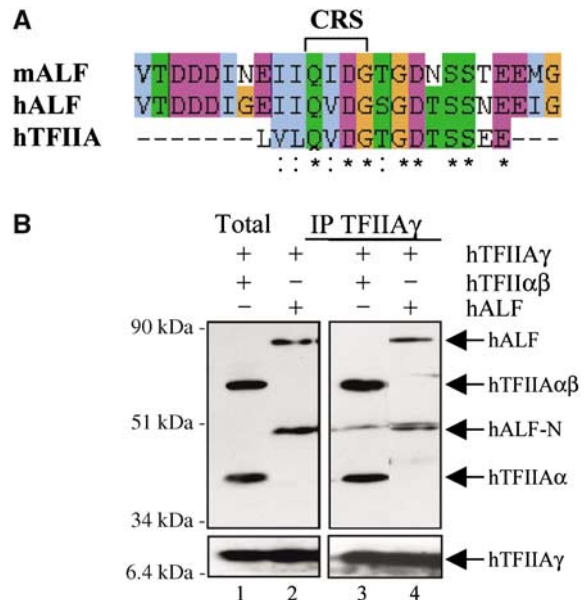 A
CRS
mALF VTDDDINEIIQIDGTGDNSSTEEMG
hALF VTDDDIGEIIQVDGSGDTSSNEEIG
hTFIIA -------LVLQVDGTGDTSSEE---
::*:**:** ** *
B
Total IP TFIIAγ
+ + + + hTFIIAγ
+ – + – hTFIIαβ
– + – + hALF
90 kDa -
hALF
hTFIIAαβ
51 kDa -
hALF-N
hTFIIAα
34 kDa -
hTFIIAγ
6.4 kDa -
1 2 3 4